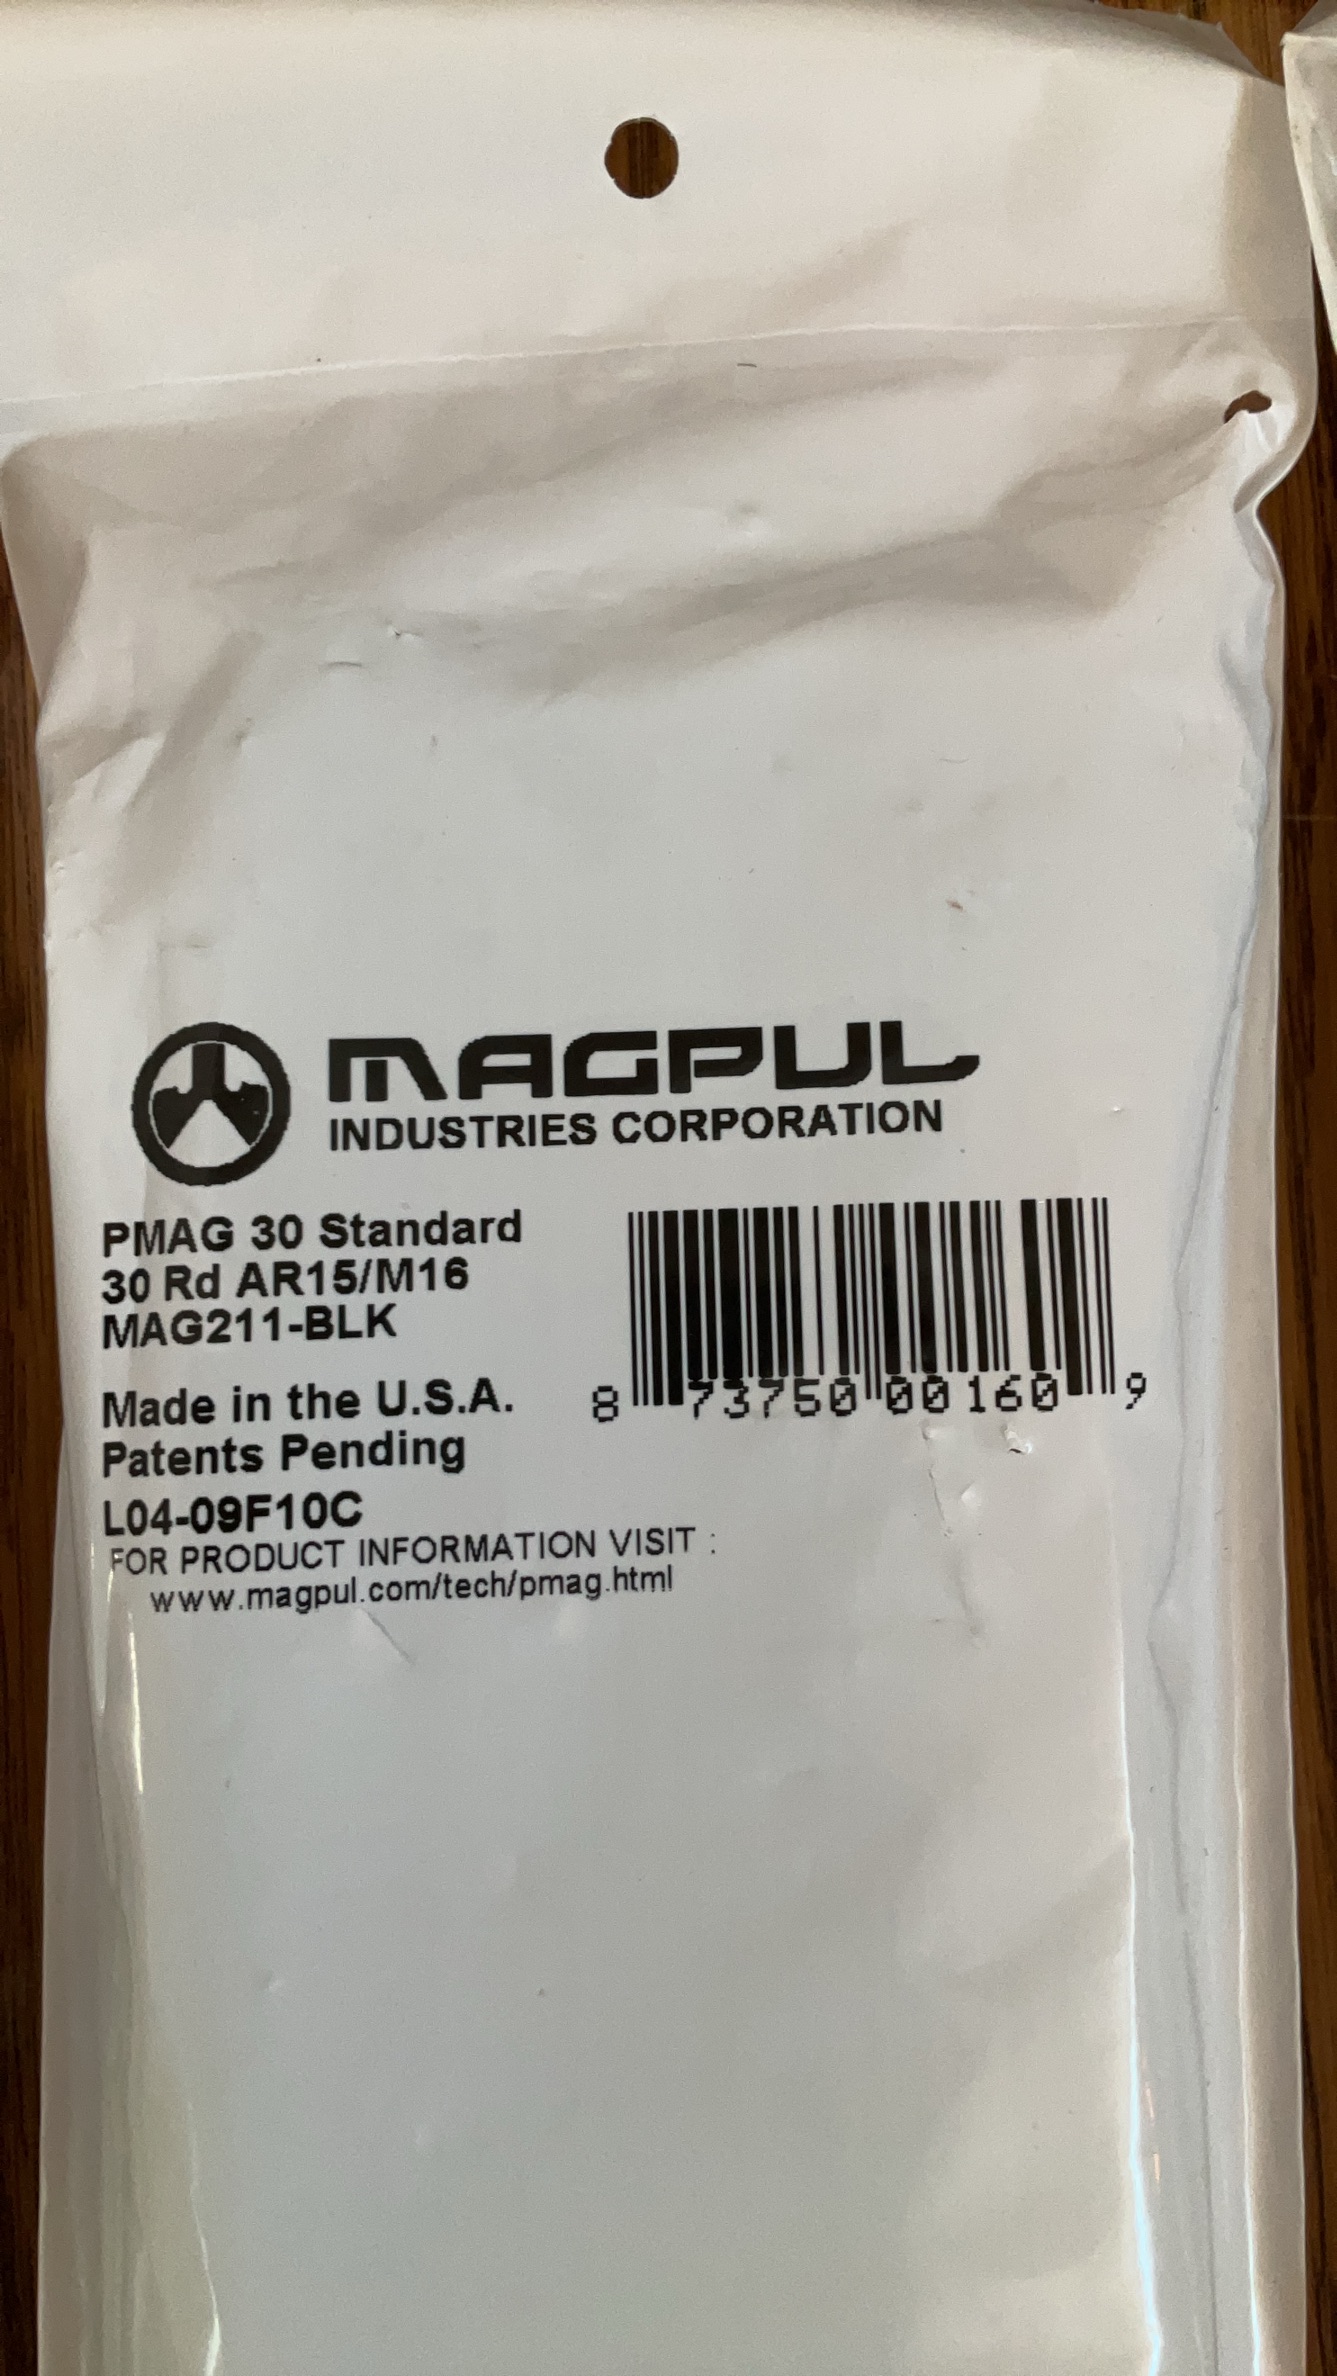 MAGPUL
INDUSTRIES CORPORATION
PMAG 30 Standard
30 Rd AR15/M16
MAG211-BLK
8 73750 00160 9
Made in the U.S.A.
Patents Pending
L04-09F10C
FOR PRODUCT INFORMATION VISIT :
www.magpul.com/tech/pmag.html